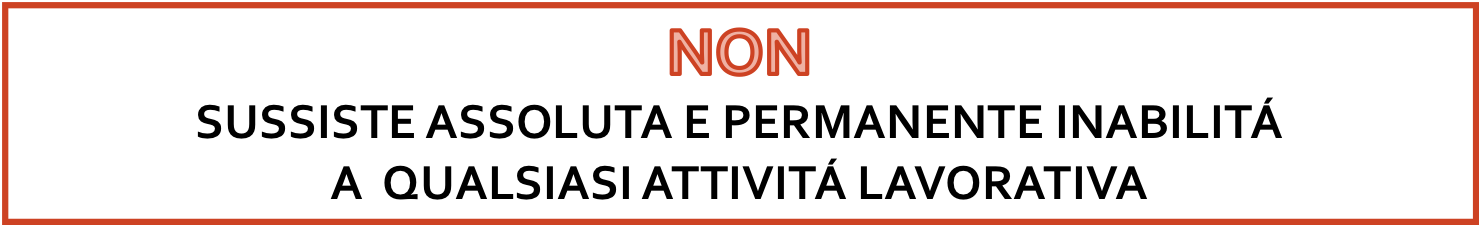 NON
SUSSISTE ASSOLUTA E PERMANENTE INABILITÁ
A QUALSIASI ATTIVITÁ LAVORATIVA